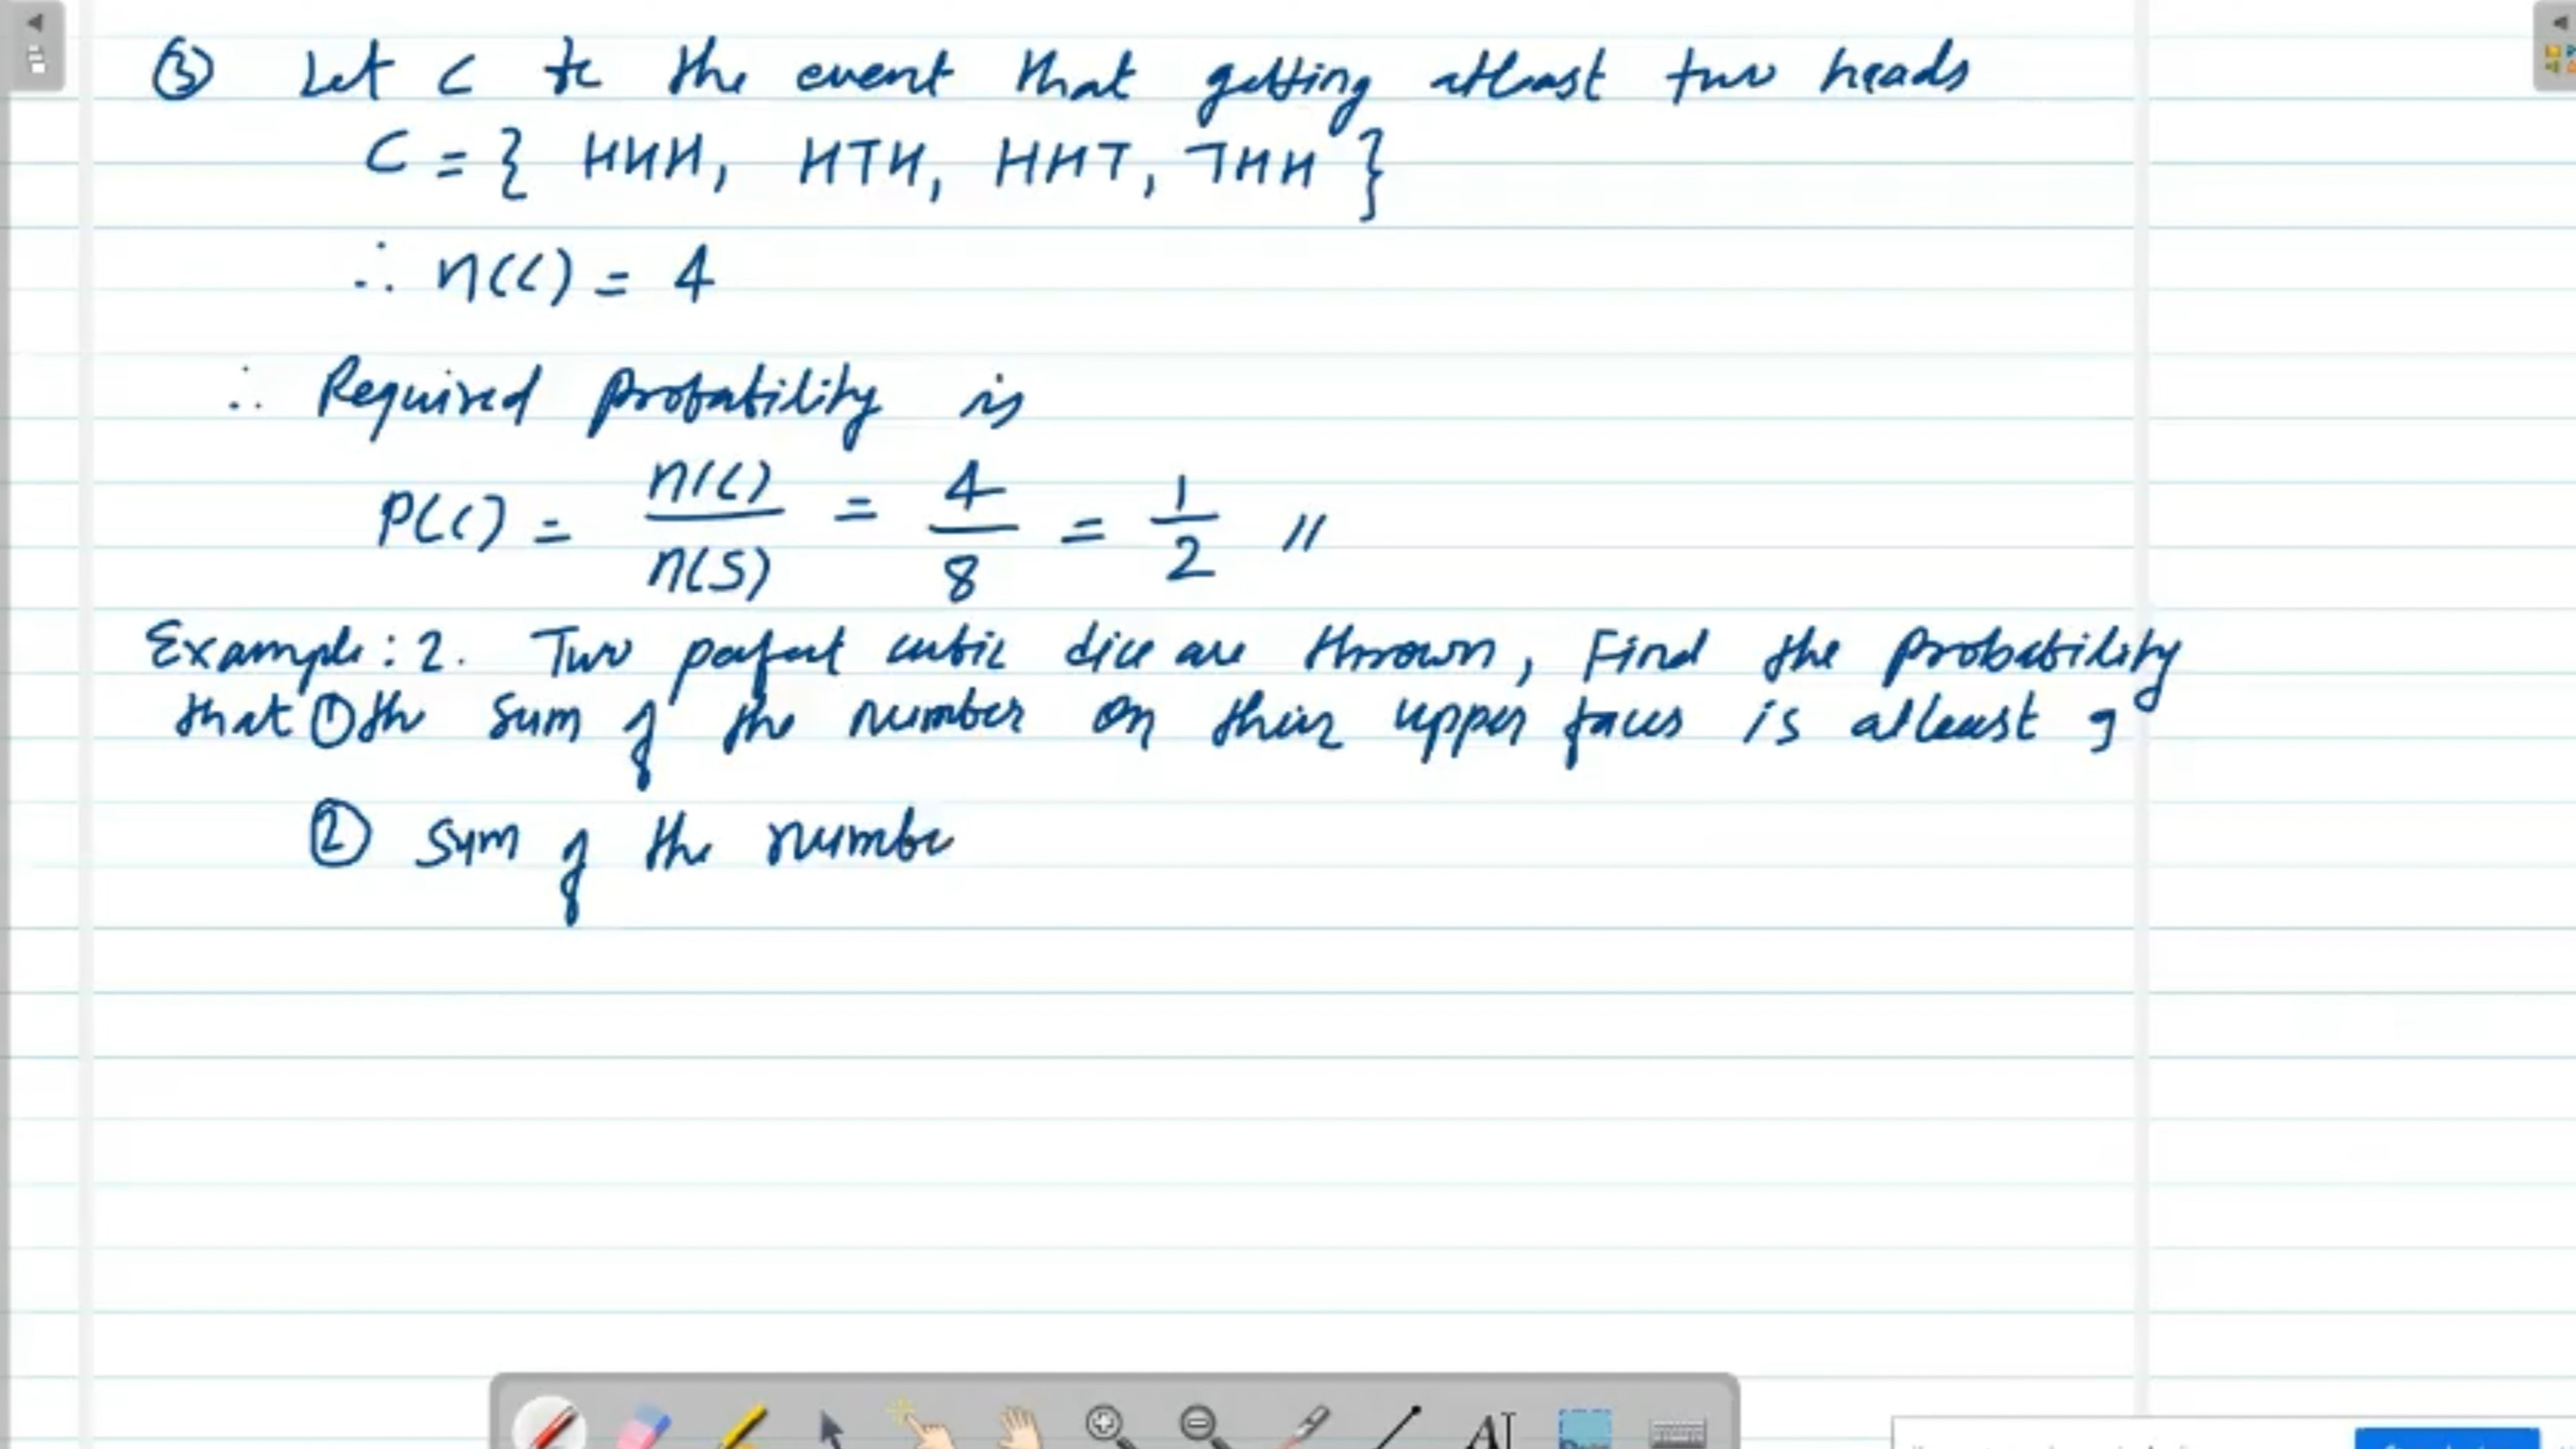 ③ Let C be the event that getting atleast two heads
C = { HHH, HTH, HHT, THH }
∴ n(C) = 4
∴ Required probability is
P(C) = n(C)/n(S) = 4/8 = 1/2 //
Example: 2. Two perfect cubic dice are thrown, Find the Probability
that ① the sum of the number on their upper faces is atleast 9
② sum of the numbe